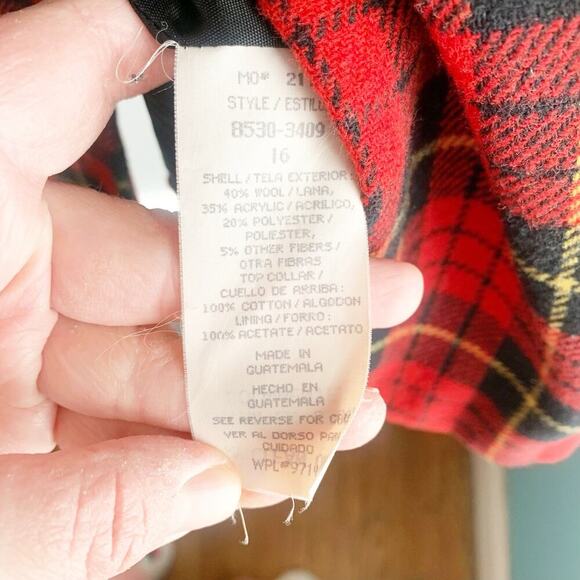 MO# 21
STYLE / ESTILO
8530-3409
16
SHELL / TELA EXTERIOR:
40% WOOL / LANA,
35% ACRYLIC / ACRILICO,
20% POLYESTER /
POLIESTER,
5% OTHER FIBERS /
OTRA FIBRAS
TOP COLLAR /
CUELLO DE ARRIBA:
100% COTTON / ALGODON
LINING / FORRO:
100% ACETATE / ACETATO
MADE IN
GUATEMALA
HECHO EN
GUATEMALA
SEE REVERSE FOR
VER AL DORSO
CUIDADO
WPL# 9710